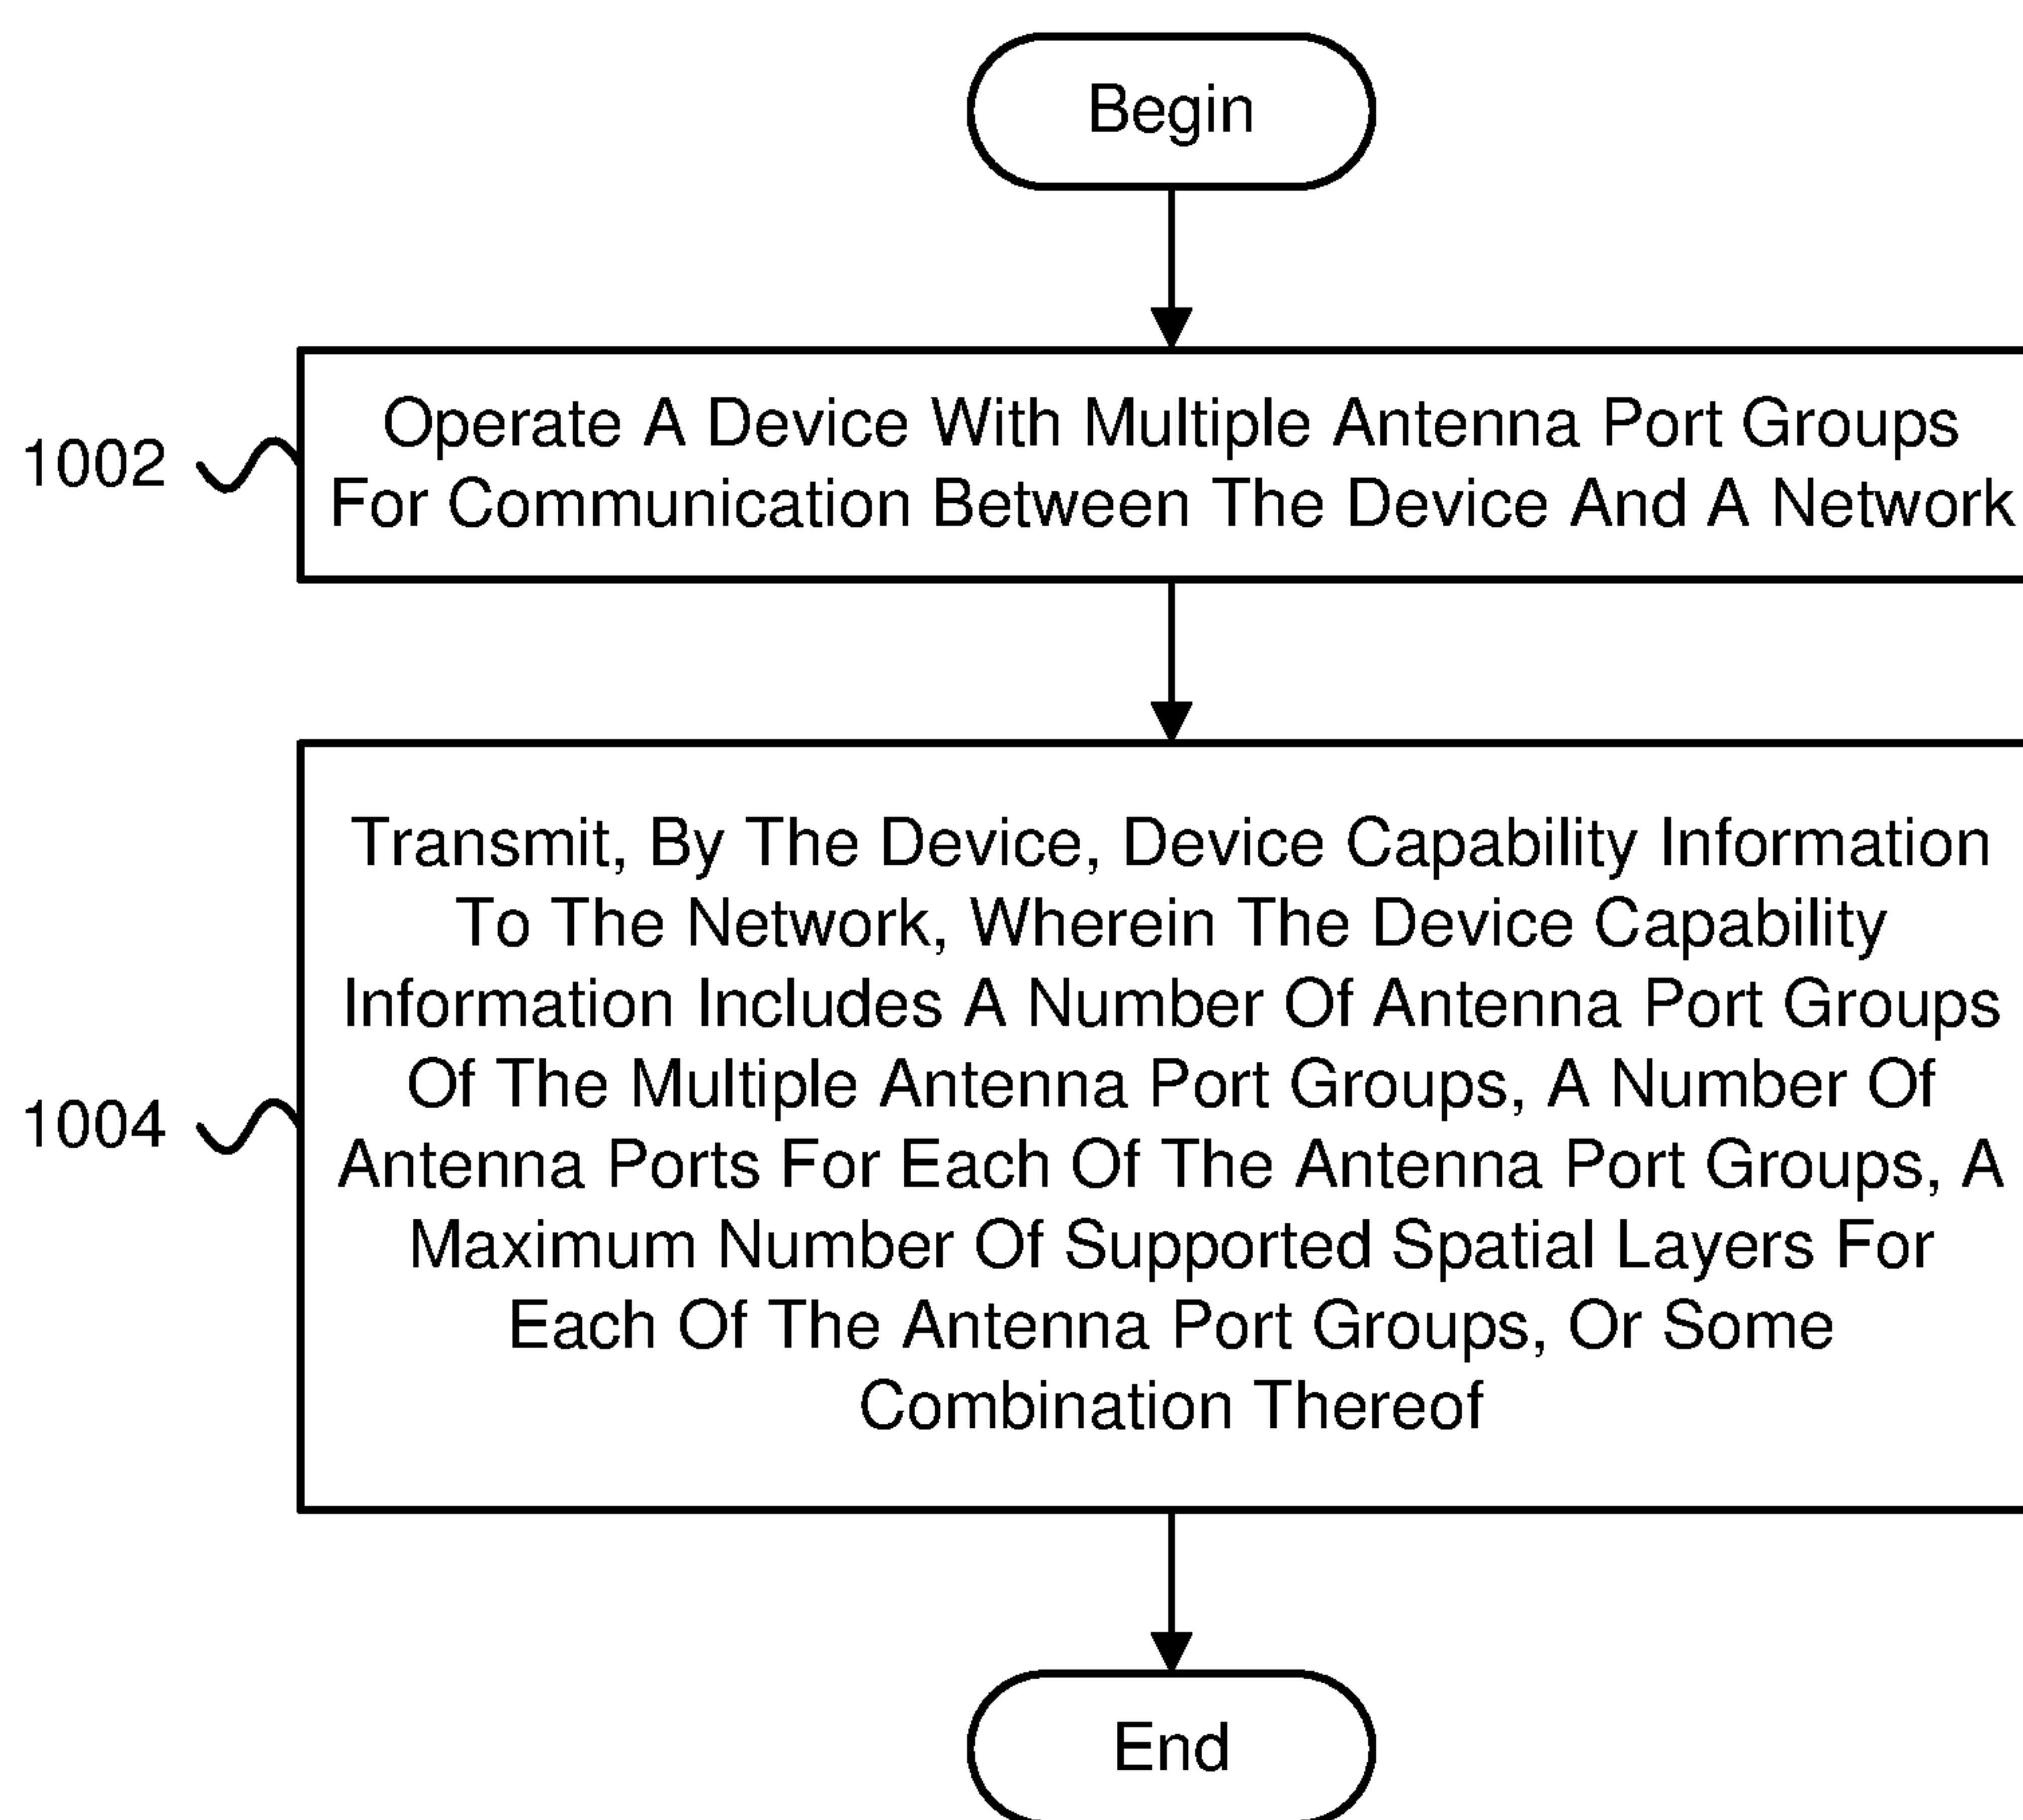 Begin
1002
Operate A Device With Multiple Antenna Port Groups
For Communication Between The Device And A Network
1004
Transmit, By The Device, Device Capability Information
To The Network, Wherein The Device Capability
Information Includes A Number Of Antenna Port Groups
Of The Multiple Antenna Port Groups, A Number Of
Antenna Ports For Each Of The Antenna Port Groups, A
Maximum Number Of Supported Spatial Layers For
Each Of The Antenna Port Groups, Or Some
Combination Thereof
End